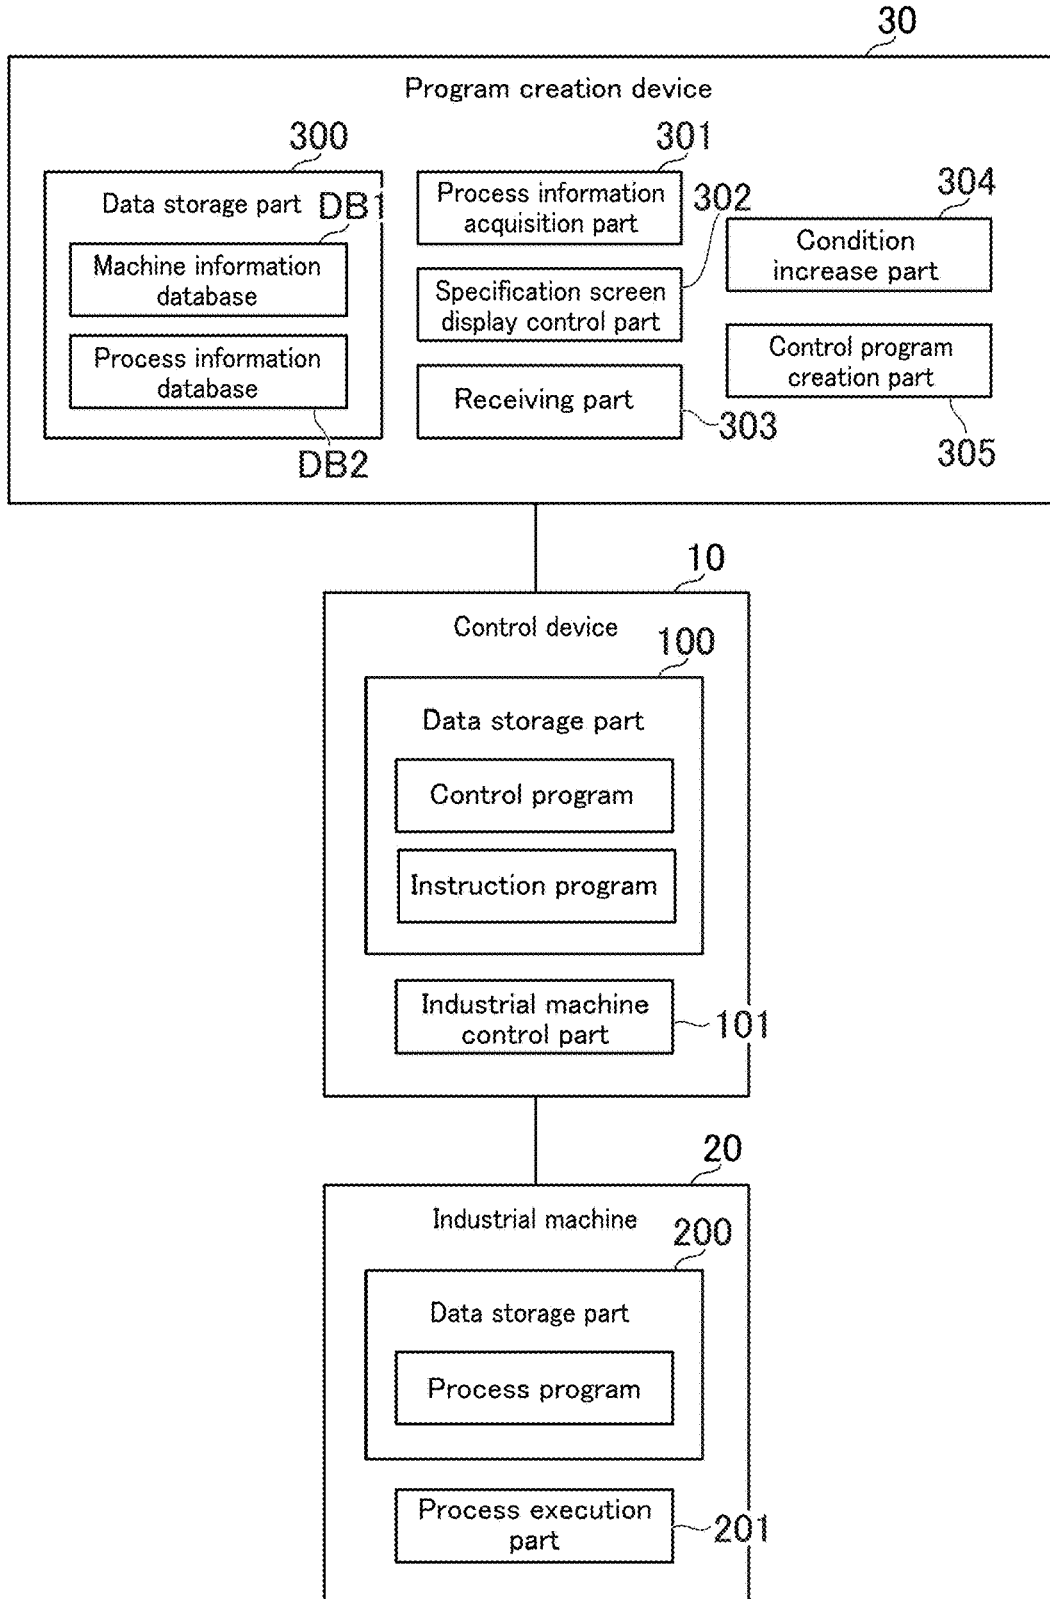 30
Program creation device
300
Data storage part
DB1
Machine information
database
Process information
database
DB2
301
Process information
acquisition part
302
Specification screen
display control part
Receiving part
303
304
Condition
increase part
Control program
creation part
305
10
Control device
100
Data storage part
Control program
Instruction program
Industrial machine
control part
101
20
Industrial machine
200
Data storage part
Process program
Process execution
part
201